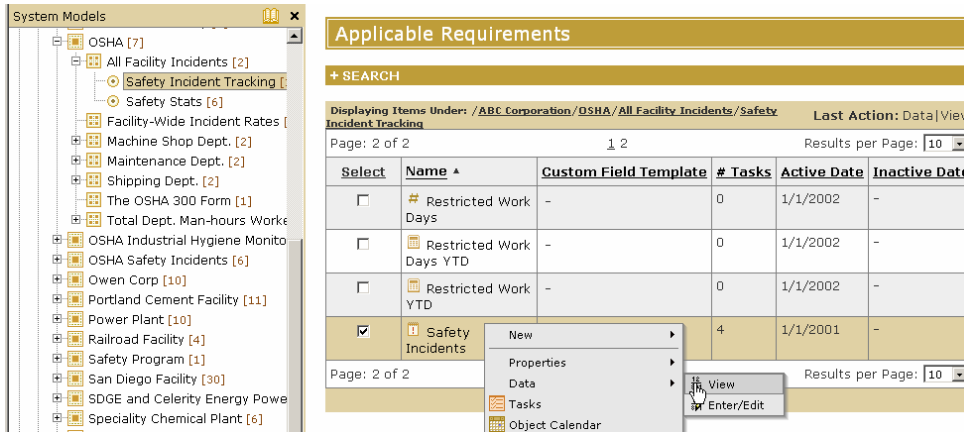 System Models
OSHA [7]
All Facility Incidents [2]
Safety Incident Tracking [
Safety Stats [6]
Facility-Wide Incident Rates [
Machine Shop Dept. [2]
Maintenance Dept. [2]
Shipping Dept. [2]
The OSHA 300 Form [1]
Total Dept. Man-hours Worke
OSHA Industrial Hygiene Monito
OSHA Safety Incidents [6]
Owen Corp [10]
Portland Cement Facility [11]
Power Plant [10]
Railroad Facility [4]
Safety Program [1]
San Diego Facility [30]
SDGE and Celerity Energy Powe
Speciality Chemical Plant [6]
Applicable Requirements
+ SEARCH
Displaying Items Under: /ABC Corporation/OSHA/All Facility Incidents/Safety
Incident Tracking
Last Action: Data|View
Page: 2 of 2 1 2 Results per Page: 10
Select Name Custom Field Template # Tasks Active Date Inactive Date
# Restricted Work - 0 1/1/2002 -
Days
Restricted Work - 0 1/1/2002 -
Days YTD
Restricted Work - 0 1/1/2002 -
YTD
Safety 4 1/1/2001 -
Incidents
Page: 2 of 2 Results per Page: 10
New
Properties
Data
Tasks
Object Calendar
View
Enter/Edit